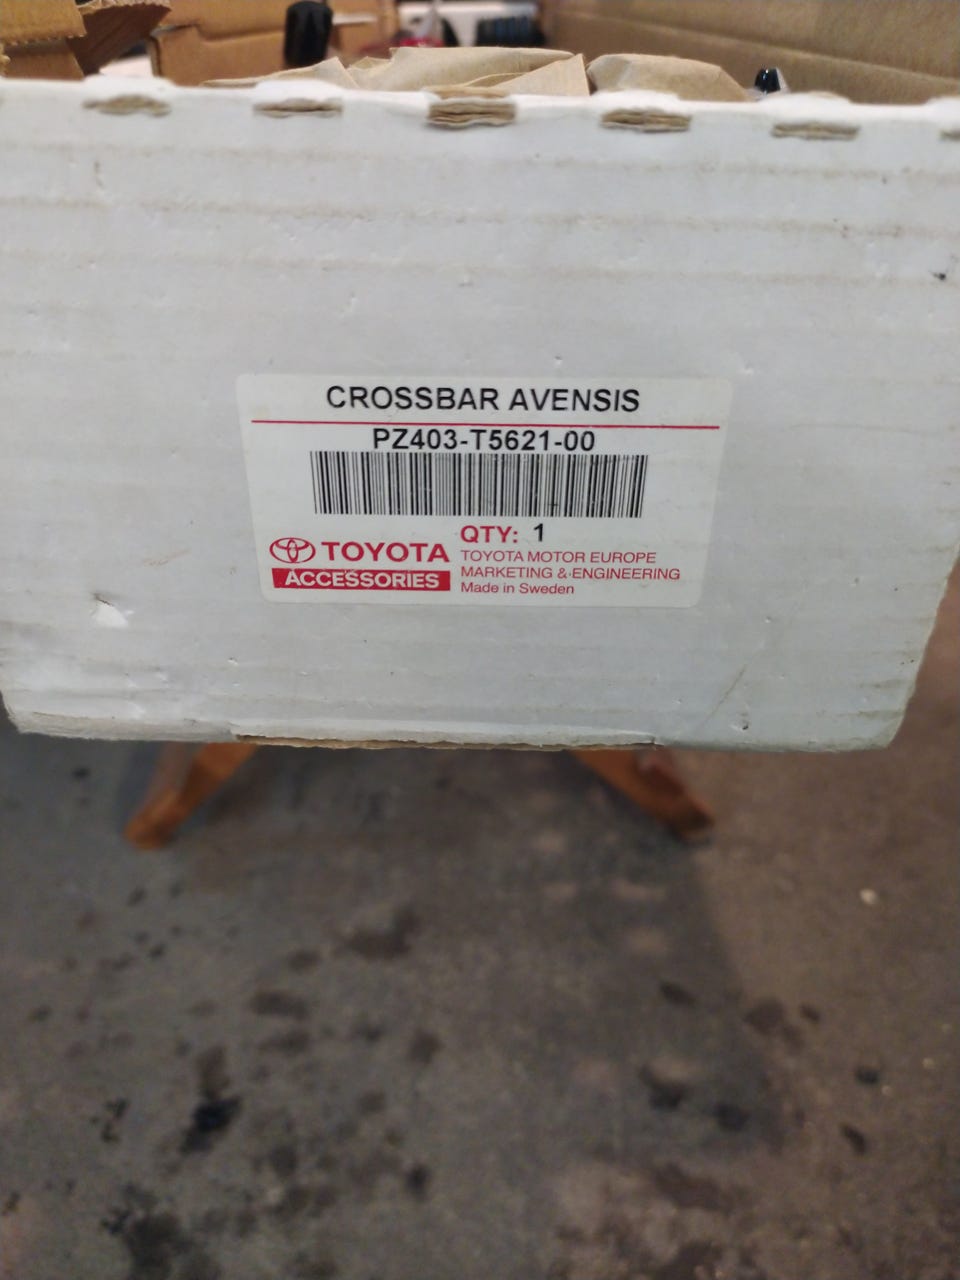 CROSSBAR AVENSIS
PZ403-T5621-00
QTY: 1
TOYOTA
ACCESSORIES
TOYOTA MOTOR EUROPE
MARKETING & ENGINEERING
Made in Sweden